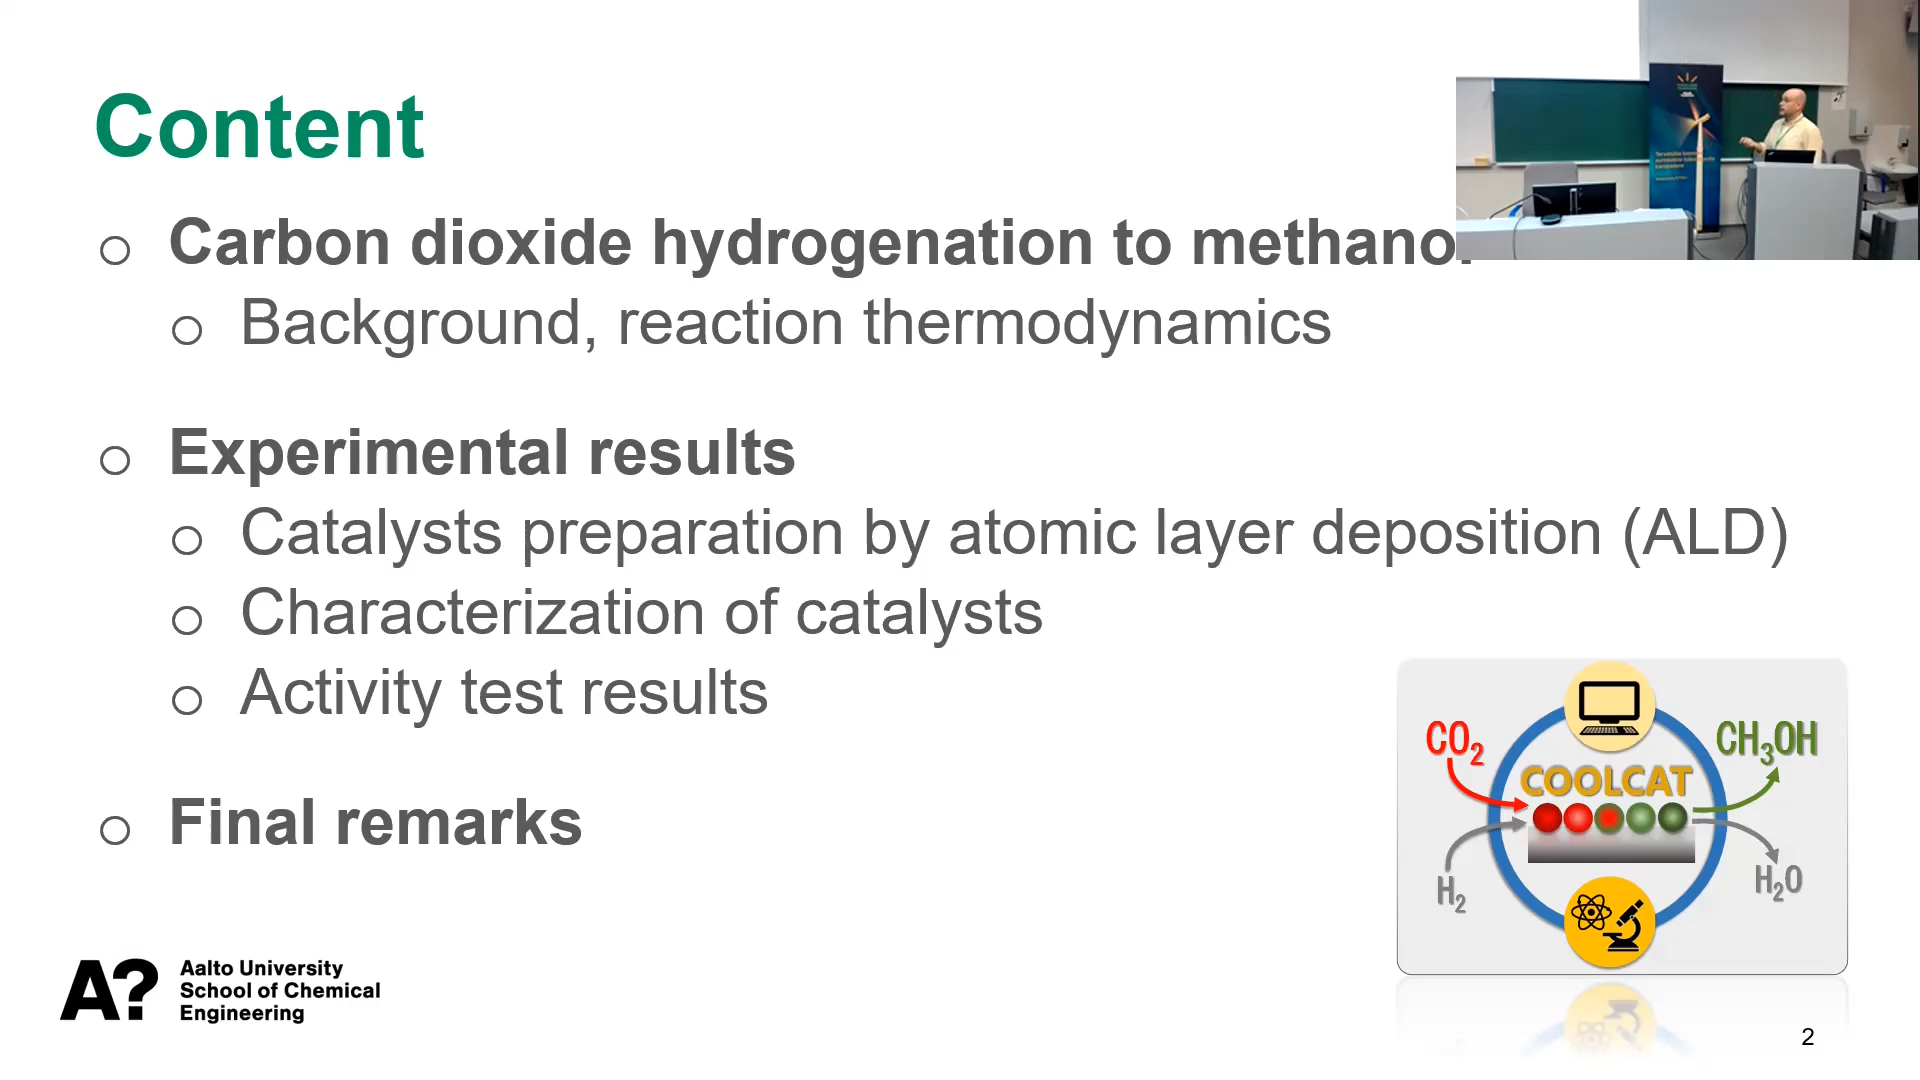 Content
Carbon dioxide hydrogenation to methanol
Background, reaction thermodynamics
Experimental results
Catalysts preparation by atomic layer deposition (ALD)
Characterization of catalysts
Activity test results
Final remarks
CO2
CH3OH
COOLCAT
H2
H2O
A?
Aalto University
School of Chemical
Engineering
2